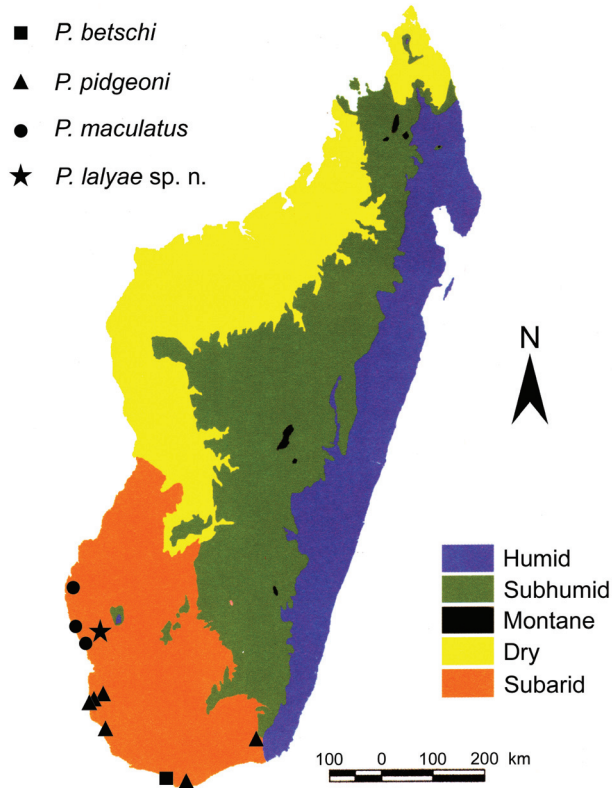 P. betschi
P. pidgeoni
P. maculatus
P. lalyae sp. n.
N
Humid
Subhumid
Montane
Dry
Subarid
100 0 100 200 km